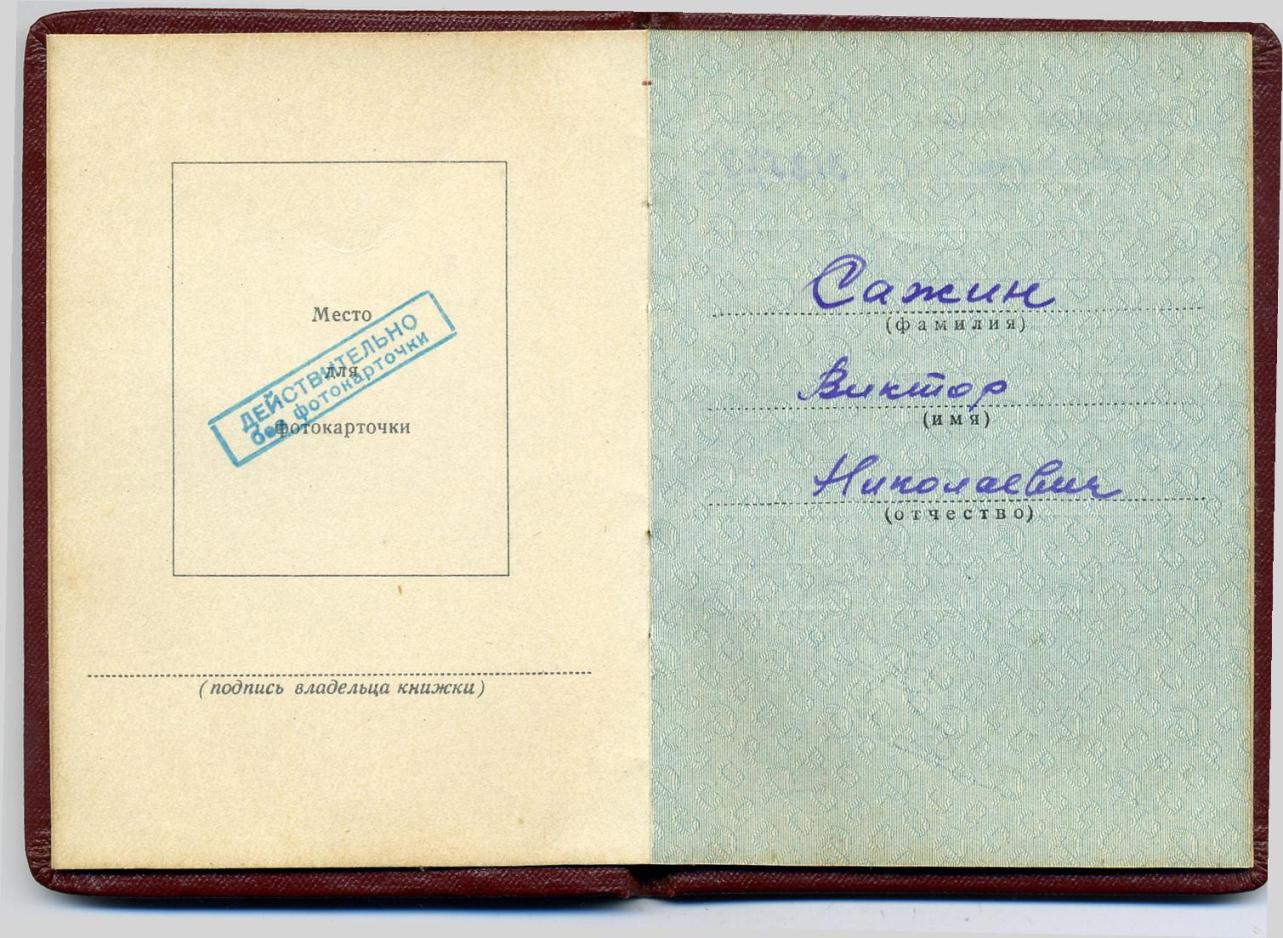 Место
для
фотокарточки
ДЕЙСТВИТЕЛЬНО
без фотокарточки
(подпись владельца книжки)
Сажин
(фамилия)
Виктор
(имя)
Николаевич
(отчество)